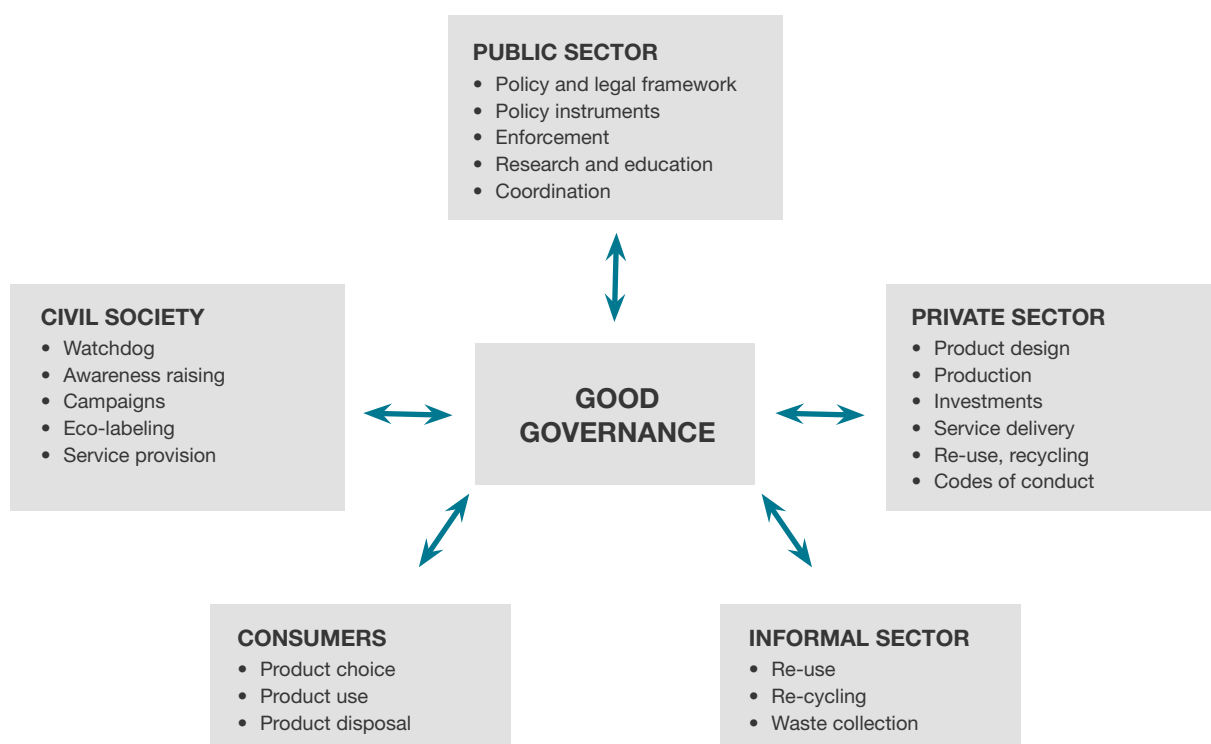 PUBLIC SECTOR
• Policy and legal framework
• Policy instruments
• Enforcement
• Research and education
• Coordination
CIVIL SOCIETY
• Watchdog
• Awareness raising
• Campaigns
• Eco-labeling
• Service provision
GOOD
GOVERNANCE
PRIVATE SECTOR
• Product design
• Production
• Investments
• Service delivery
• Re-use, recycling
• Codes of conduct
CONSUMERS
• Product choice
• Product use
• Product disposal
INFORMAL SECTOR
• Re-use
• Re-cycling
• Waste collection